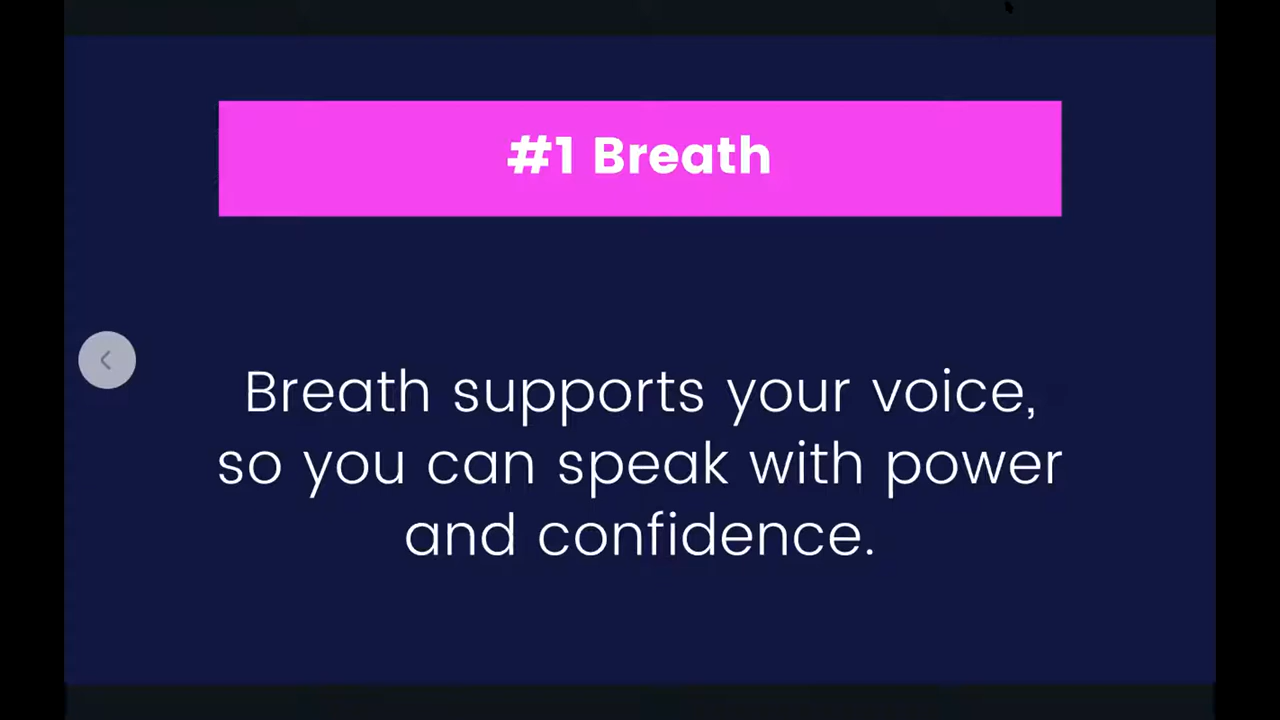 #1 Breath
Breath supports your voice,
so you can speak with power
and confidence.